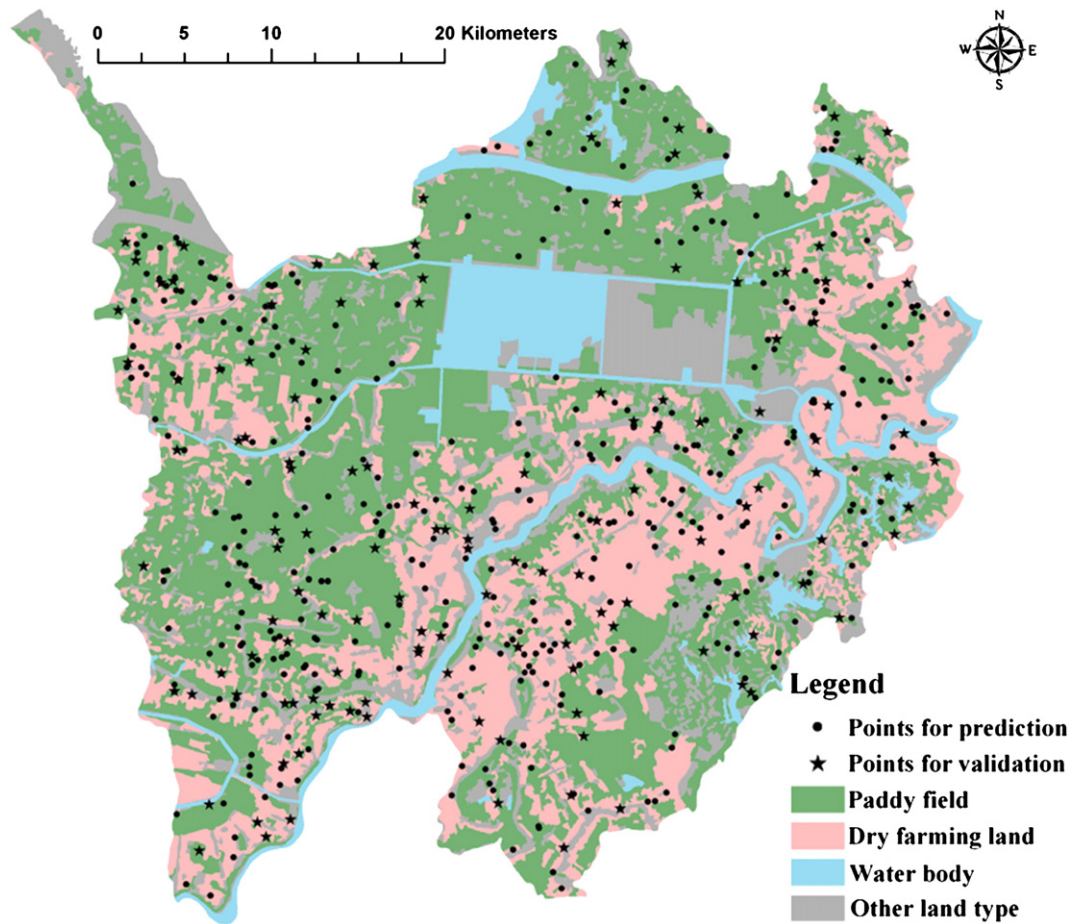 N
W E
S
0 5 10 20 Kilometers
Legend
Points for prediction
Points for validation
Paddy field
Dry farming land
Water body
Other land type